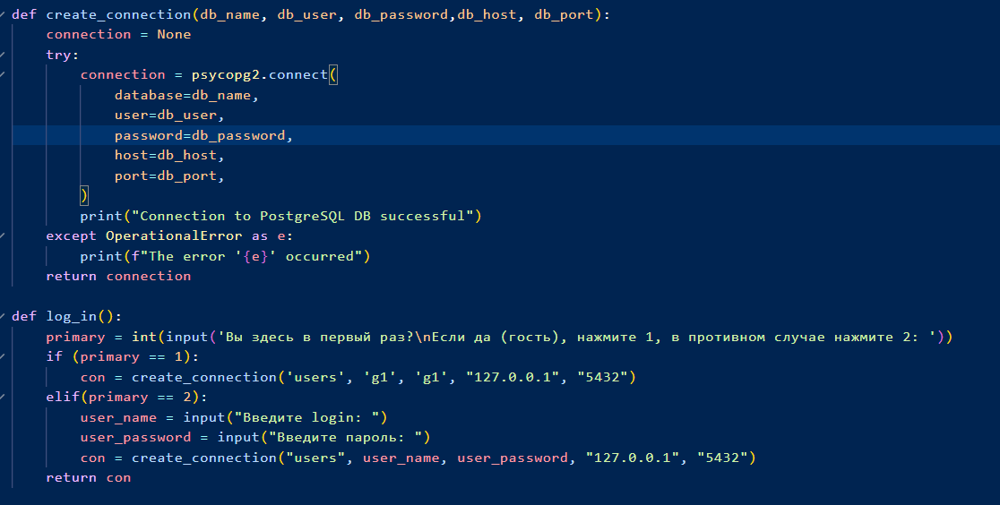 def create_connection(db_name, db_user, db_password,db_host, db_port):
    connection = None
    try:
        connection = psycopg2.connect(
            database=db_name,
            user=db_user,
            password=db_password,
            host=db_host,
            port=db_port,
        )
        print("Connection to PostgreSQL DB successful")
    except OperationalError as e:
        print(f"The error '{e}' occurred")
    return connection

def log_in():
    primary = int(input('Вы здесь в первый раз?\nЕсли да (гость), нажмите 1, в противном случае нажмите 2: '))
    if (primary == 1):
        con = create_connection('users', 'g1', 'g1', "127.0.0.1", "5432")
    elif(primary == 2):
        user_name = input("Введите login: ")
        user_password = input("Введите пароль: ")
        con = create_connection("users", user_name, user_password, "127.0.0.1", "5432")
    return con